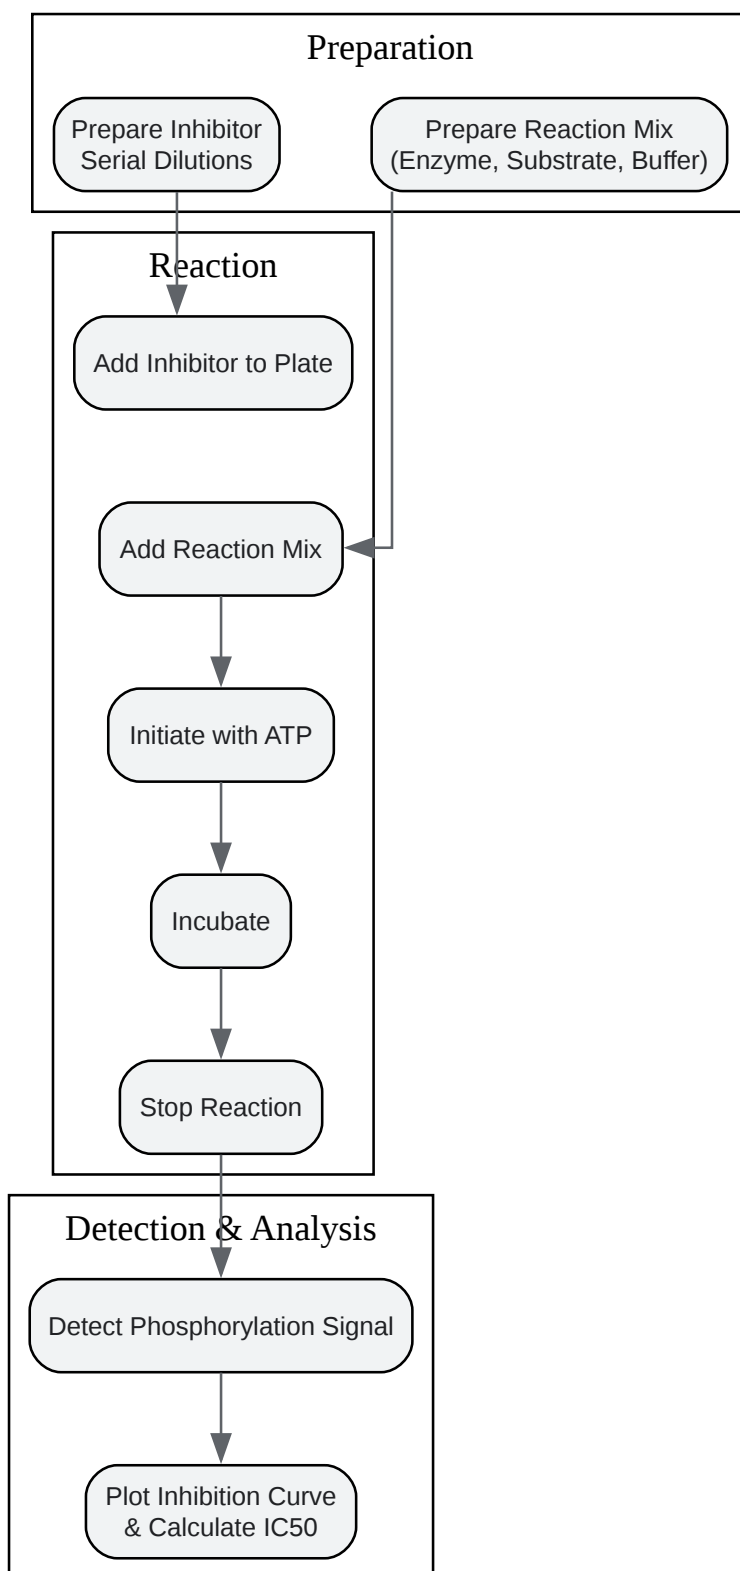 Preparation
Prepare Inhibitor
Serial Dilutions
Prepare Reaction Mix
(Enzyme, Substrate, Buffer)
Reaction
Add Inhibitor to Plate
Add Reaction Mix
Initiate with ATP
Incubate
Stop Reaction
Detection & Analysis
Detect Phosphorylation Signal
Plot Inhibition Curve
& Calculate IC50